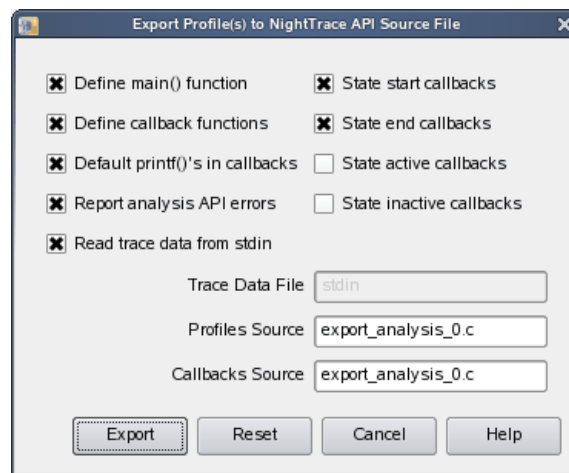 Export Profile(s) to NightTrace API Source File
Define main() function
State start callbacks
Define callback functions
State end callbacks
Default printf()'s in callbacks
State active callbacks
Report analysis API errors
State inactive callbacks
Read trace data from stdin
Trace Data File stdin
Profiles Source export_analysis_0.c
Callbacks Source export_analysis_0.c
Export Reset Cancel Help